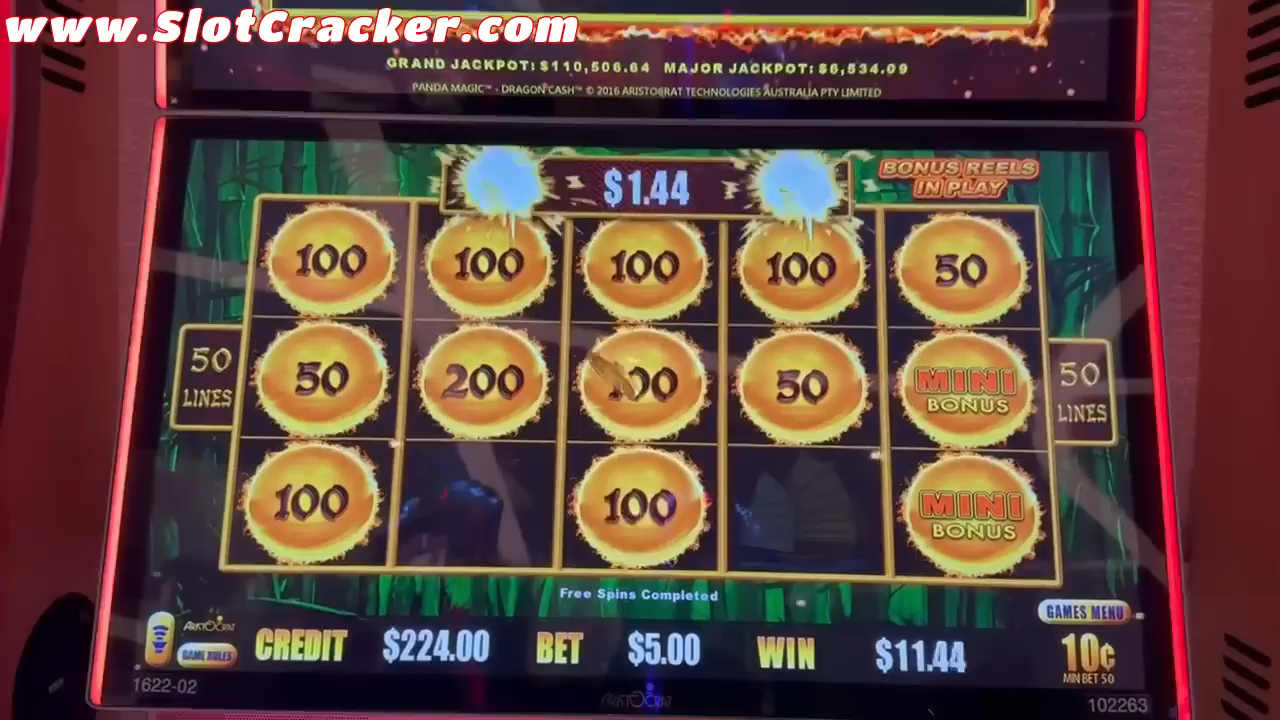 www.SlotCracker.com
GRAND JACKPOT: $110,506.64 MAJOR JACKPOT: $6,534.09
PANDA MAGIC™ - DRAGON CASH™ © 2016 ARISTOCRAT TECHNOLOGIES AUSTRALIA PTY LIMITED
$1.44
BONUS REELS
IN PLAY
100 100 100 100 50
50
LINES
50 200 100 50 MINI
BONUS
50
LINES
100 100 MINI
BONUS
Free Spins Completed
GAMES MENU
ARISTOCRAT
GAME RULES
CREDIT $224.00 BET $5.00 WIN $11.44
10¢
MIN BET 50
1622-02
ARISTOCRAT
102263